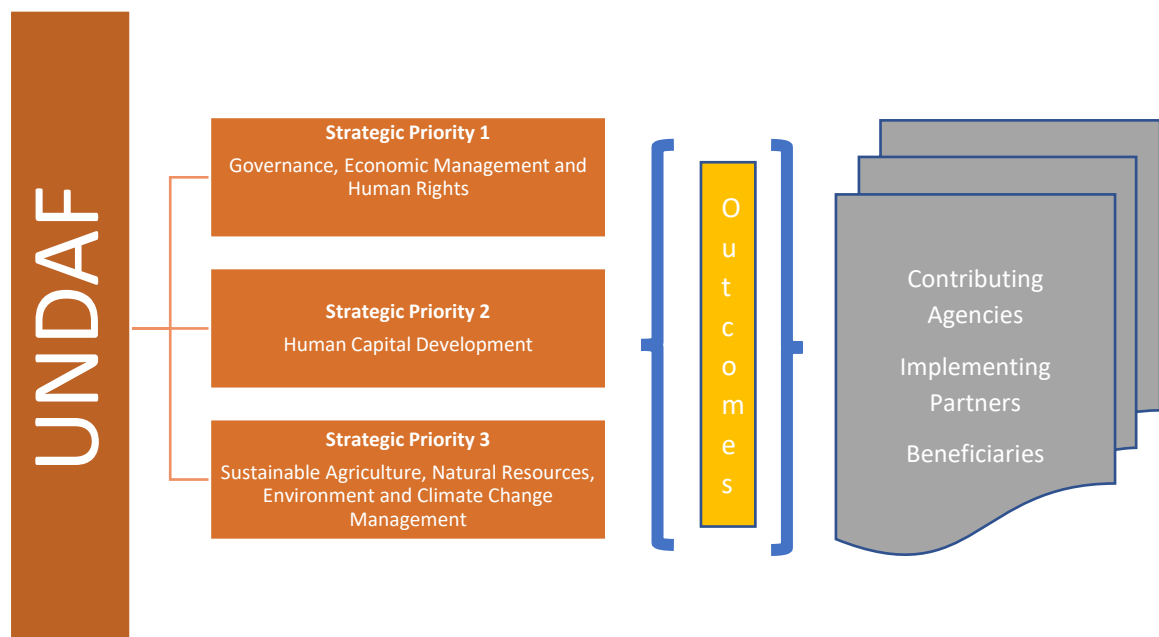 UNDAF
Strategic Priority 1
Governance, Economic Management and
Human Rights
Strategic Priority 2
Human Capital Development
Strategic Priority 3
Sustainable Agriculture, Natural Resources,
Environment and Climate Change
Management
Outcomes
Contributing
Agencies
Implementing
Partners
Beneficiaries